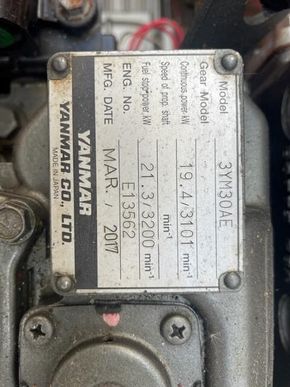 Model 3YM30AE
Gear Model
Continuous power kW 19.4/3101 min⁻¹
Speed of prop. shaft min⁻¹
Fuel stop power kW 21.3/3200 min⁻¹
ENG. No. E13562
MFG. DATE MAR. 2017
YANMAR
YANMAR CO., LTD.
MADE IN JAPAN